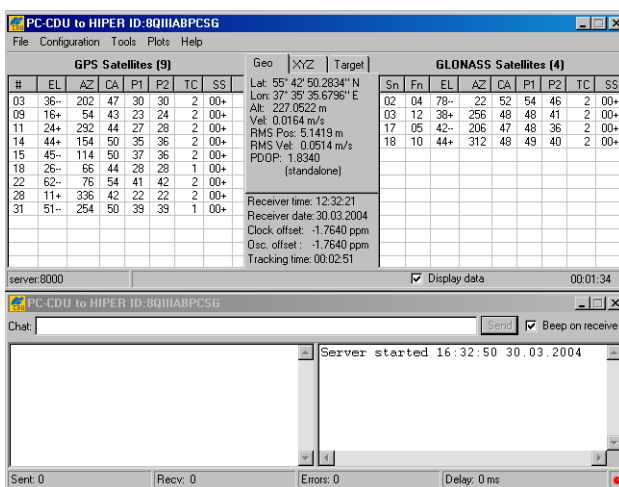 PC-CDU to HIPER ID:8QIIIABPCSG
File Configuration Tools Plots Help
GPS Satellites (9)
# EL AZ CA P1 P2 TC SS
03 36-- 202 47 30 30 2 00+
09 16+ 54 43 23 24 2 00+
11 24+ 292 44 27 28 2 00+
14 44+ 154 50 35 36 2 00+
15 45-- 114 50 37 36 2 00+
18 26-- 66 44 28 28 1 00+
22 62-- 76 54 41 42 2 00+
28 11+ 336 42 22 22 2 00+
31 51-- 254 50 39 39 1 00+
Geo XYZ Target
Lat: 55° 42' 50.2834'' N
Lon: 37° 35' 35.6796'' E
Alt: 227.0522 m
Vel: 0.0164 m/s
RMS Pos: 5.1419 m
RMS Vel: 0.0514 m/s
PDOP: 1.8340
(standalone)
Receiver time: 12:32:21
Receiver date: 30.03.2004
Clock offset: -1.7640 ppm
Osc. offset : -1.7640 ppm
Tracking time: 00:02:51
GLONASS Satellites (4)
Sn Fn EL AZ CA P1 P2 TC SS
02 04 78-- 22 52 54 46 2 00+
03 12 38+ 256 48 48 41 2 00+
17 05 42-- 206 47 48 36 2 00+
18 10 44+ 312 48 49 40 2 00+
server:8000
Display data
00:01:34
PC-CDU to HIPER ID:8QIIIABPCSG
Chat: Send Beep on receive
Server started 16:32:50 30.03.2004
Sent: 0 Recv: 0 Errors: 0 Delay: 0 ms